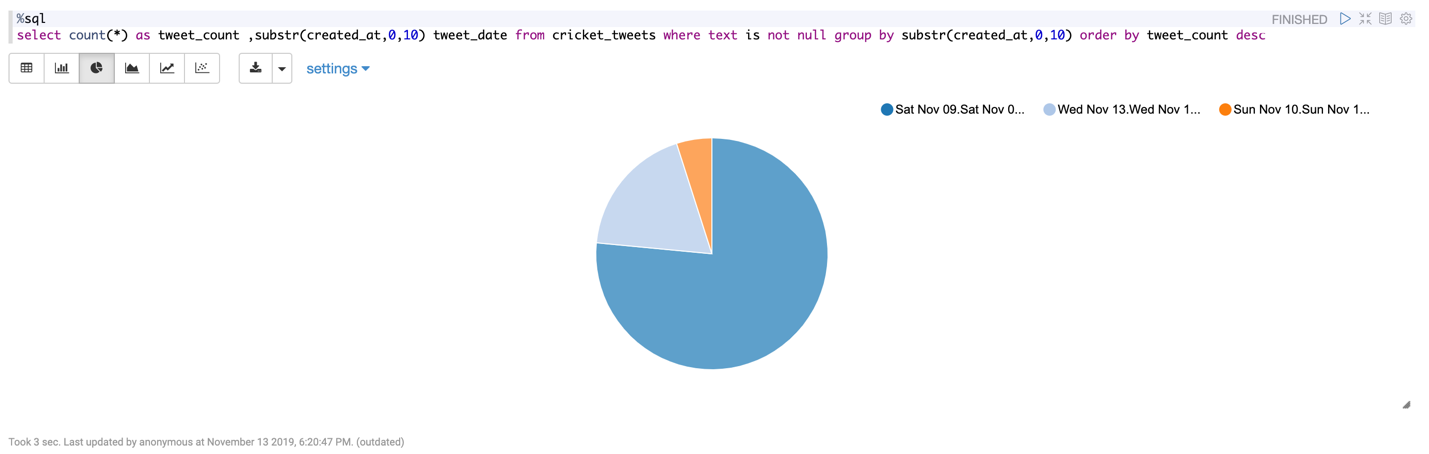 %sql
FINISHED
select count(*) as tweet_count ,substr(created_at,0,10) tweet_date from cricket_tweets where text is not null group by substr(created_at,0,10) order by tweet_count desc
settings
Sat Nov 09.Sat Nov 0... Wed Nov 13.Wed Nov 1... Sun Nov 10.Sun Nov 1...
Took 3 sec. Last updated by anonymous at November 13 2019, 6:20:47 PM. (outdated)